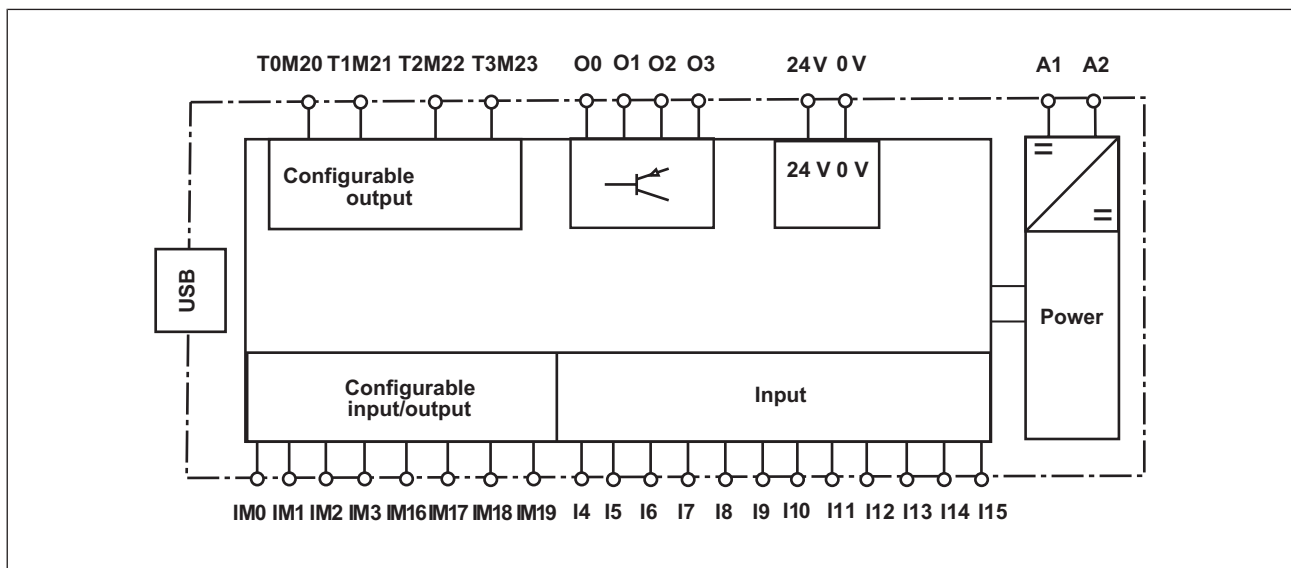 T0M20 T1M21 T2M22 T3M23 O0 O1 O2 O3 24 V 0 V A1 A2
Configurable
output
24 V 0 V
USB
Power
Configurable
input/output
Input
IM0 IM1 IM2 IM3 IM16 IM17 IM18 IM19 I4 I5 I6 I7 I8 I9 I10 I11 I12 I13 I14 I15